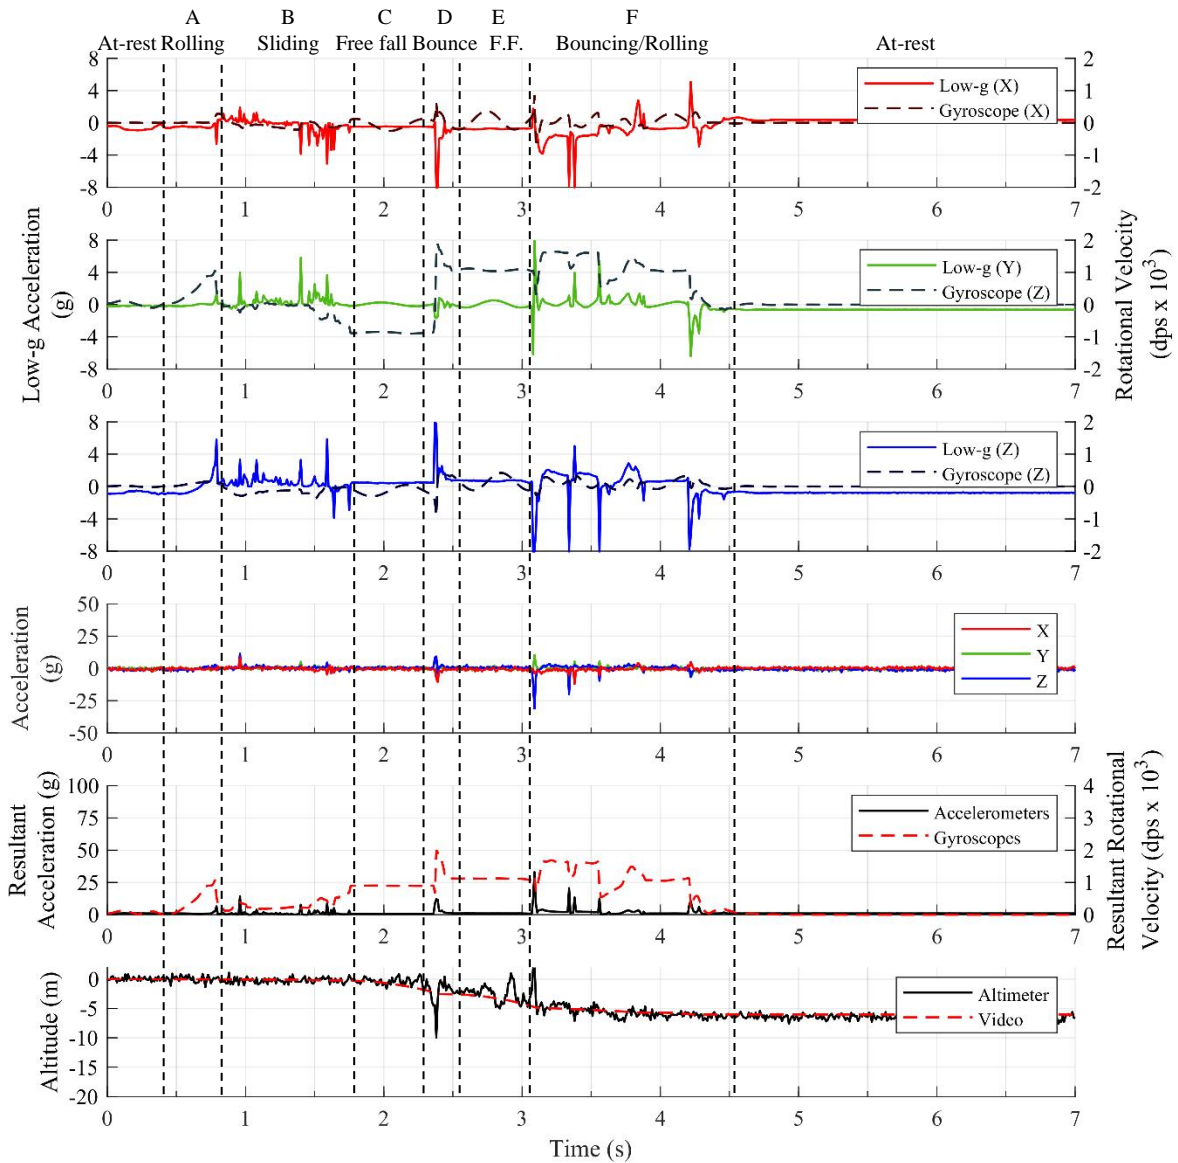 A B C D E F
At-rest Rolling Sliding Free fall Bounce F.F. Bouncing/Rolling At-rest
8 4 0 -4 -8
2 1 0 -1 -2
Low-g (X)
Gyroscope (X)
0 1 2 3 4 5 6 7
Low-g Acceleration
(g)
8 4 0 -4 -8
2 1 0 -1 -2
Rotational Velocity
(dps x 10³)
Low-g (Y)
Gyroscope (Z)
0 1 2 3 4 5 6 7
8 4 0 -4 -8
2 1 0 -1 -2
Low-g (Z)
Gyroscope (Z)
0 1 2 3 4 5 6 7
Acceleration
(g)
50 25 0 -25 -50
X
Y
Z
0 1 2 3 4 5 6 7
Resultant
Acceleration (g)
100 75 50 25 0
4 3 2 1 0
Resultant Rotational
Velocity (dps x 10³)
Accelerometers
Gyroscopes
0 1 2 3 4 5 6 7
Altitude (m)
0 -5 -10 -15 -20
Altimeter
Video
0 1 2 3 4 5 6 7
Time (s)